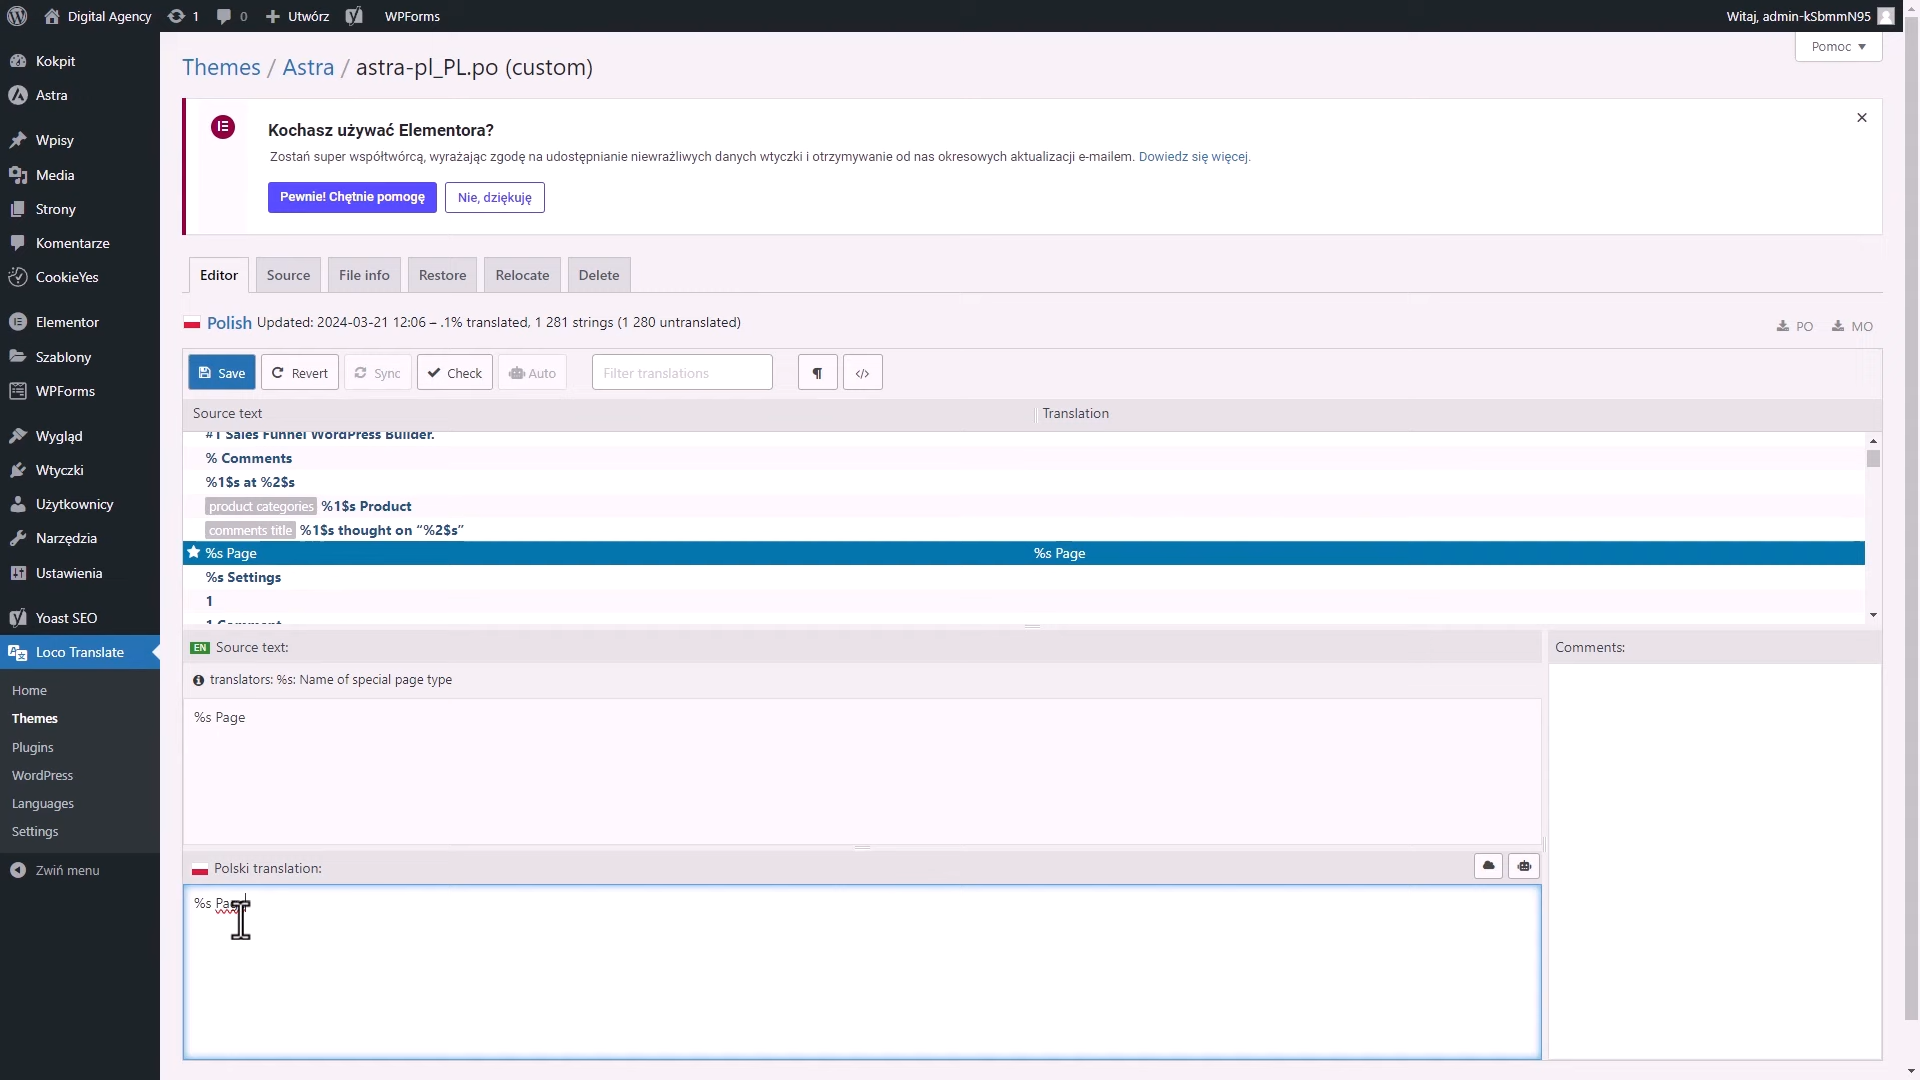 Digital Agency
1
0
Utwórz
WPForms
Witaj, admin-kSbmmN95
Kokpit
Astra
Wpisy
Media
Strony
Komentarze
CookieYes
Elementor
Szablony
WPForms
Wygląd
Wtyczki
Użytkownicy
Narzędzia
Ustawienia
Yoast SEO
Loco Translate
Home
Themes
Plugins
WordPress
Languages
Settings
Zwiń menu
Pomoc
Themes / Astra / astra-pl_PL.po (custom)
Kochasz używać Elementora?
Zostań super współtwórcą, wyrażając zgodę na udostępnianie niewrażliwych danych wtyczki i otrzymywanie od nas okresowych aktualizacji e-mailem. Dowiedz się więcej.
Pewnie! Chętnie pomogę
Nie, dziękuję
Editor
Source
File info
Restore
Relocate
Delete
Polish Updated: 2024-03-21 12:06 – .1% translated, 1 281 strings (1 280 untranslated)
PO
MO
Save
Revert
Sync
Check
Auto
Filter translations
¶
</>
Source text
Translation
#1 Sales Funnel WordPress Builder.
% Comments
%1$s at %2$s
product categories %1$s Product
comments title %1$s thought on “%2$s”
%s Page
%s Page
%s Settings
1
1 Comment
EN Source text:
Comments:
translators: %s: Name of special page type
%s Page
Polski translation:
%s Page